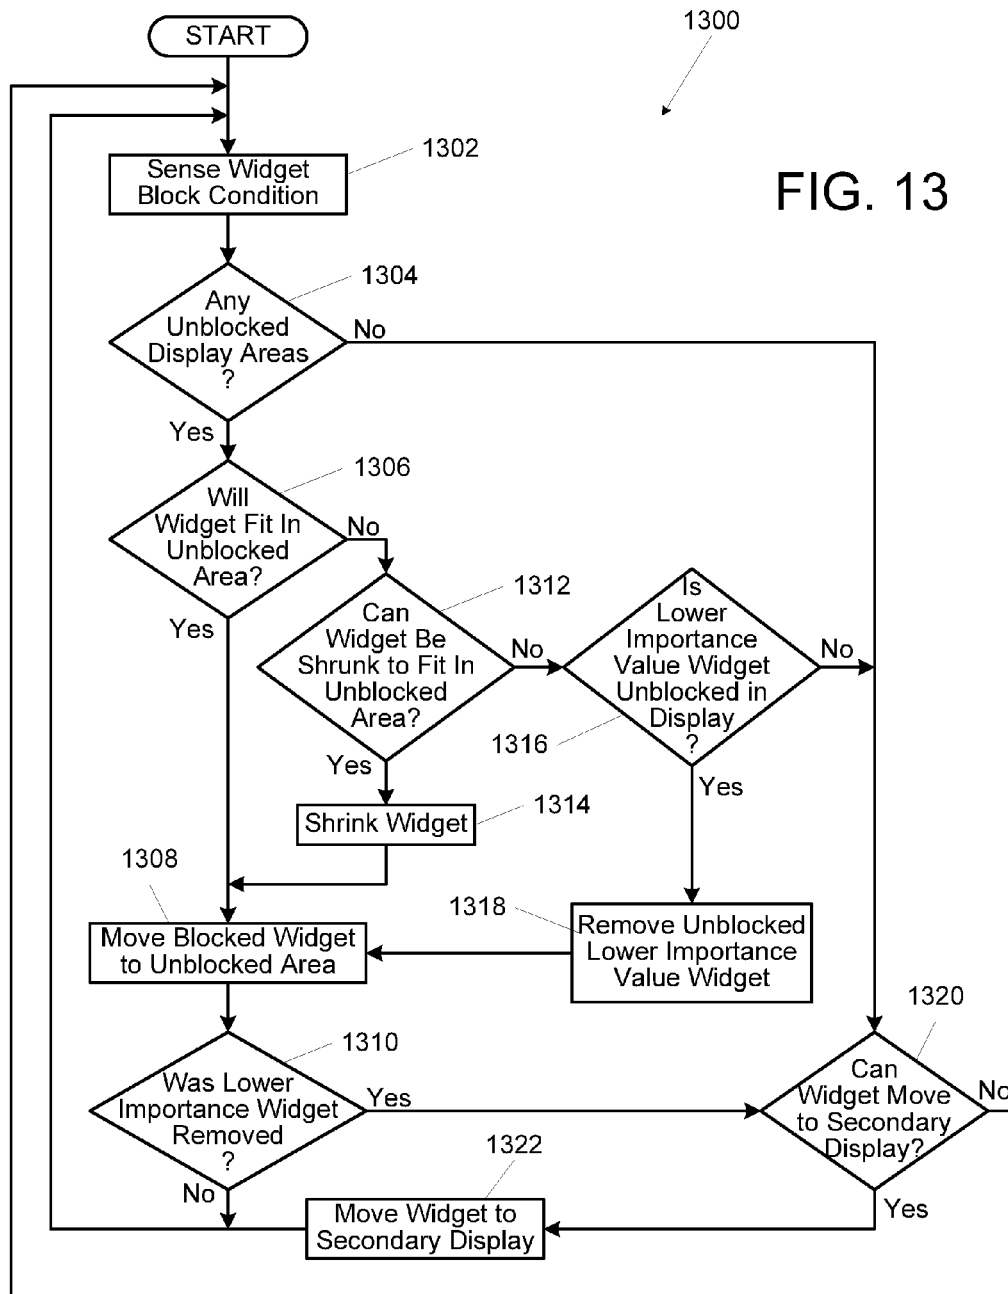 START
1300
1302
Sense Widget
Block Condition
FIG. 13
1304
Any
Unblocked
Display Areas
?
No
Yes
1306
Will
Widget Fit In
Unblocked
Area?
No
Yes
1312
Can
Widget Be
Shrunk to Fit In
Unblocked
Area?
No
Yes
Is
Lower
Importance
Value Widget
Unblocked in
Display
?
No
1316
Yes
1314
Shrink Widget
1308
Move Blocked Widget
to Unblocked Area
1318
Remove Unblocked
Lower Importance
Value Widget
1310
Was Lower
Importance Widget
Removed
?
Yes
No
1320
Can
Widget Move
to Secondary
Display?
No
Yes
1322
Move Widget to
Secondary Display